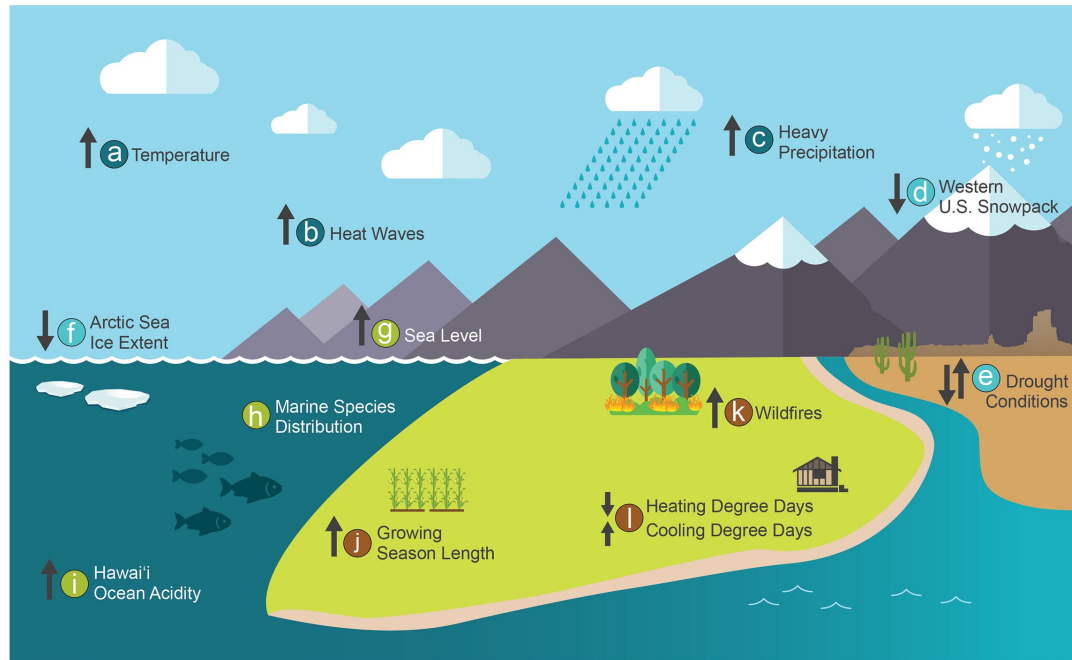 a Temperature
b Heat Waves
c Heavy
Precipitation
d Western
U.S. Snowpack
f Arctic Sea
Ice Extent
g Sea Level
e Drought
Conditions
h Marine Species
Distribution
k Wildfires
j Growing
Season Length
l Heating Degree Days
Cooling Degree Days
i Hawaiʻi
Ocean Acidity